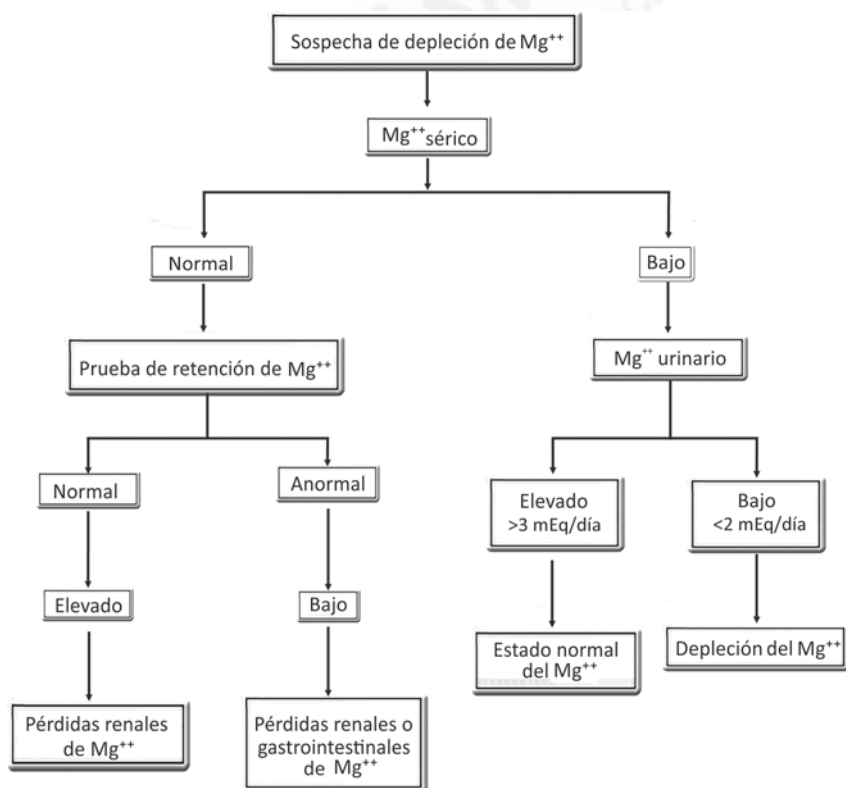 Sospecha de depleción de Mg⁺⁺
Mg⁺⁺ sérico
Normal
Bajo
Prueba de retención de Mg⁺⁺
Mg⁺⁺ urinario
Normal
Anormal
Elevado
>3 mEq/día
Bajo
<2 mEq/día
Elevado
Bajo
Estado normal
del Mg⁺⁺
Depleción del Mg⁺⁺
Pérdidas renales
de Mg⁺⁺
Pérdidas renales o
gastrointestinales
de Mg⁺⁺